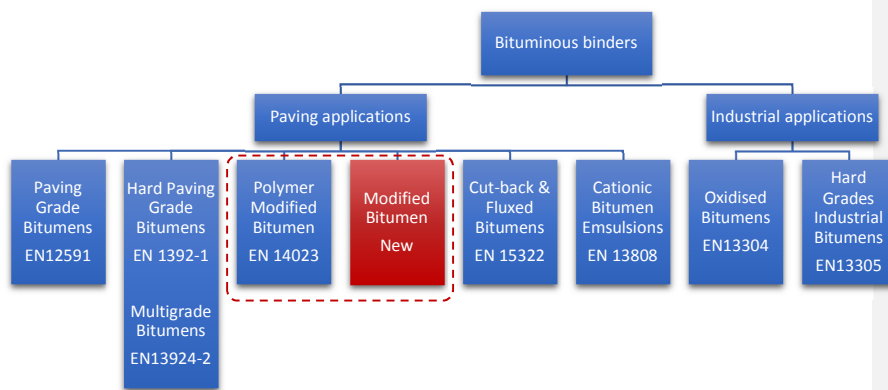 Bituminous binders
Paving applications
Industrial applications
Paving
Grade
Bitumens
EN12591
Hard Paving
Grade
Bitumens
EN 1392-1
Multigrade
Bitumens
EN13924-2
Polymer
Modified
Bitumen
EN 14023
Modified
Bitumen
New
Cut-back &
Fluxed
Bitumens
EN 15322
Cationic
Bitumen
Emsulsions
EN 13808
Oxidised
Bitumens
EN13304
Hard
Grades
Industrial
Bitumens
EN13305